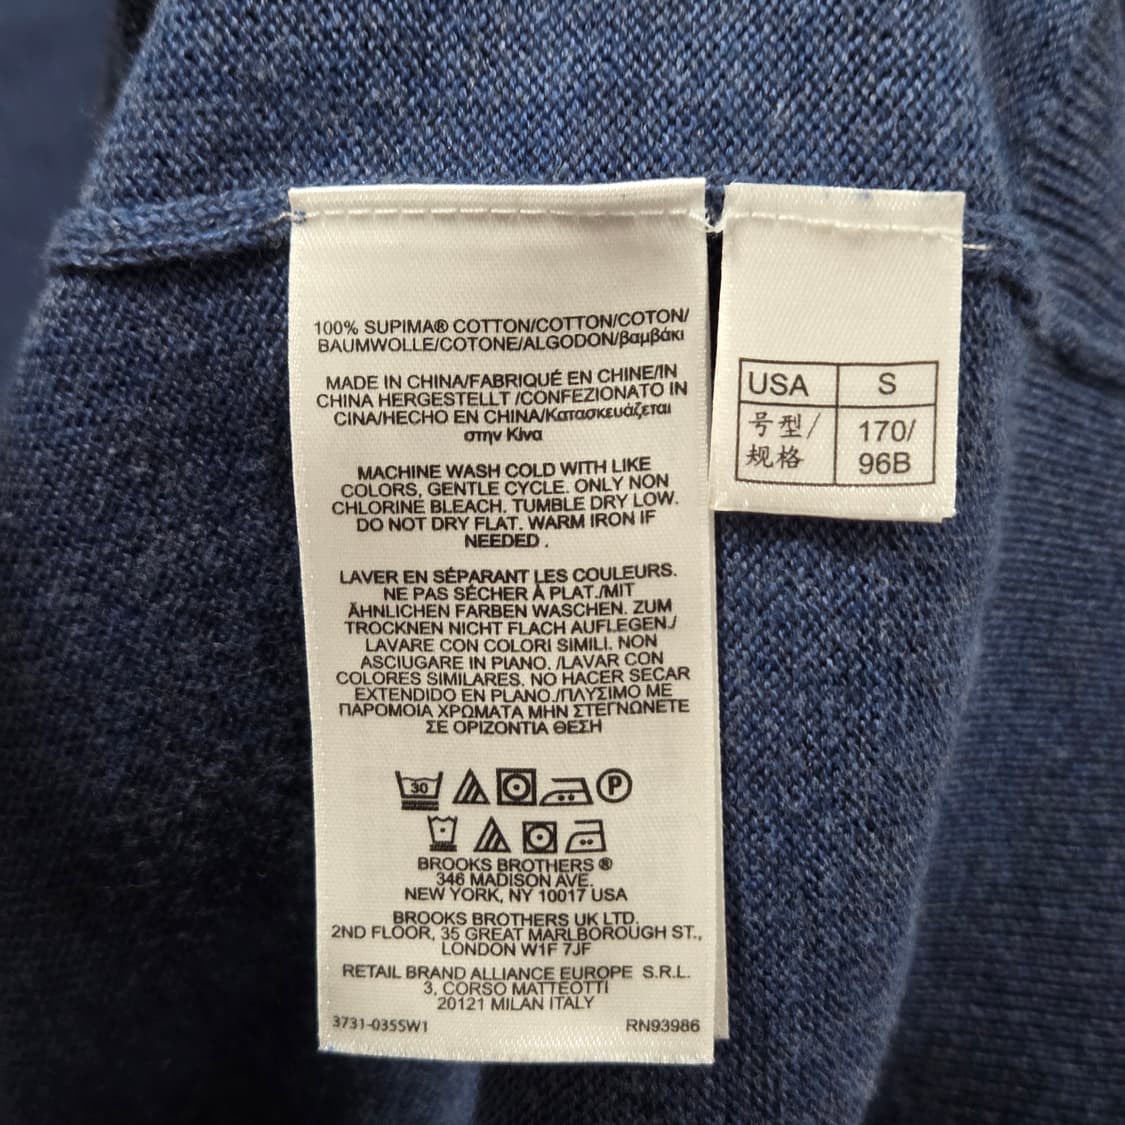 100% SUPIMA® COTTON/COTTON/COTON/
BAUMWOLLE/COTONE/ALGODON/βαμβάκι
MADE IN CHINA/FABRIQUÉ EN CHINE/IN
CHINA HERGESTELLT /CONFEZIONATO IN
CINA/HECHO EN CHINA/Κατασκευάζεται
στην Κίνα
MACHINE WASH COLD WITH LIKE
COLORS, GENTLE CYCLE. ONLY NON
CHLORINE BLEACH. TUMBLE DRY LOW.
DO NOT DRY FLAT. WARM IRON IF
NEEDED .
LAVER EN SÉPARANT LES COULEURS.
NE PAS SÉCHER À PLAT./MIT
ÄHNLICHEN FARBEN WASCHEN. ZUM
TROCKNEN NICHT FLACH AUFLEGEN./
LAVARE CON COLORI SIMILI. NON
ASCIUGARE IN PIANO. /LAVAR CON
COLORES SIMILARES. NO HACER SECAR
EXTENDIDO EN PLANO./ΠΛΥΣΙΜΟ ΜΕ
ΠΑΡΟΜΟΙΑ ΧΡΩΜΑΤΑ ΜΗΝ ΣΤΕΓΝΩΝΕΤΕ
ΣΕ ΟΡΙΖΟΝΤΙΑ ΘΕΣΗ
30 P
BROOKS BROTHERS ®
346 MADISON AVE.
NEW YORK, NY 10017 USA
BROOKS BROTHERS UK LTD.
2ND FLOOR, 35 GREAT MARLBOROUGH ST.,
LONDON W1F 7JF
RETAIL BRAND ALLIANCE EUROPE S.R.L.
3, CORSO MATTEOTTI
20121 MILAN ITALY
3731-035SW1 RN93986
USA S
号型/ 170/
规格 96B